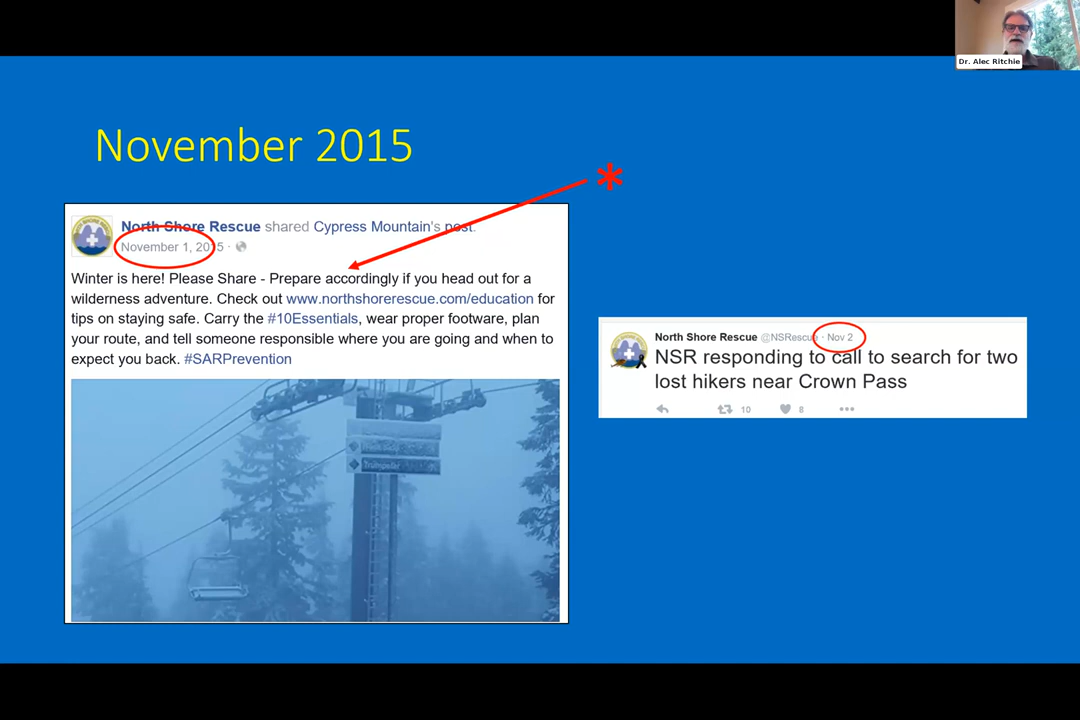 Dr. Alec Ritchie
November 2015
*
North Shore Rescue shared Cypress Mountain's post.
November 1, 2015 ·
Winter is here! Please Share - Prepare accordingly if you head out for a
wilderness adventure. Check out www.northshorerescue.com/education for
tips on staying safe. Carry the #10Essentials, wear proper footware, plan
your route, and tell someone responsible where you are going and when to
expect you back. #SARPrevention
Trumpeter
North Shore Rescue @NSRescue · Nov 2
NSR responding to call to search for two
lost hikers near Crown Pass
10 8